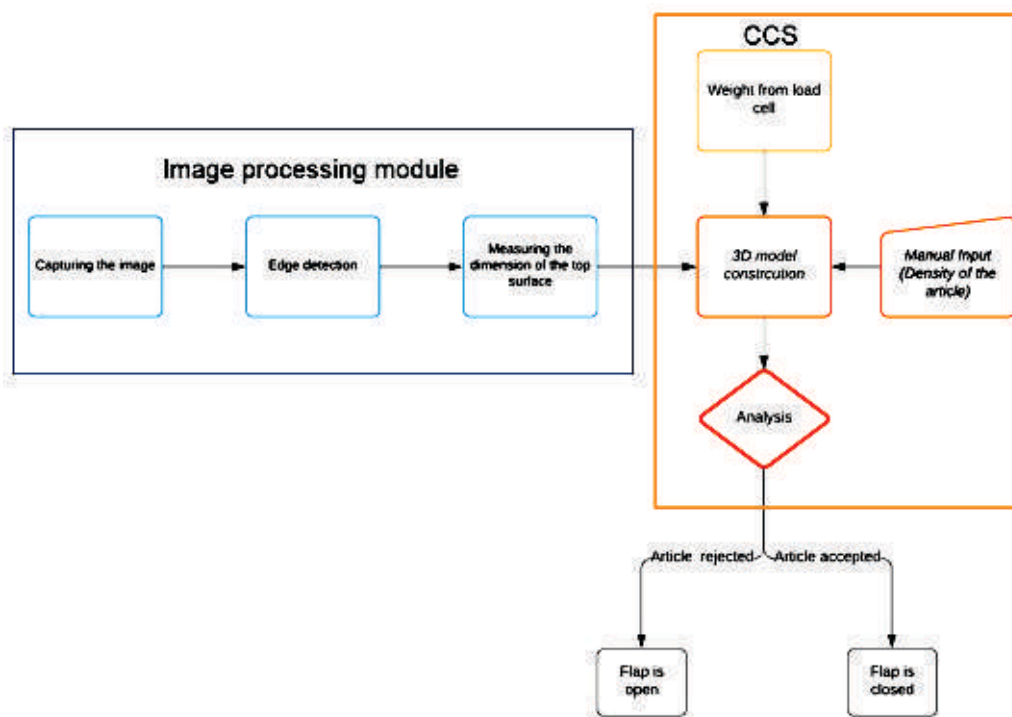 CCS
Weight from load
cell
Image processing module
Capturing the image
Edge detection
Measuring the
dimension of the top
surface
3D model
constrcution
Manual Input
(Density of the
article)
Analysis
Article rejected
Article accepted
Flap is
open
Flap is
closed